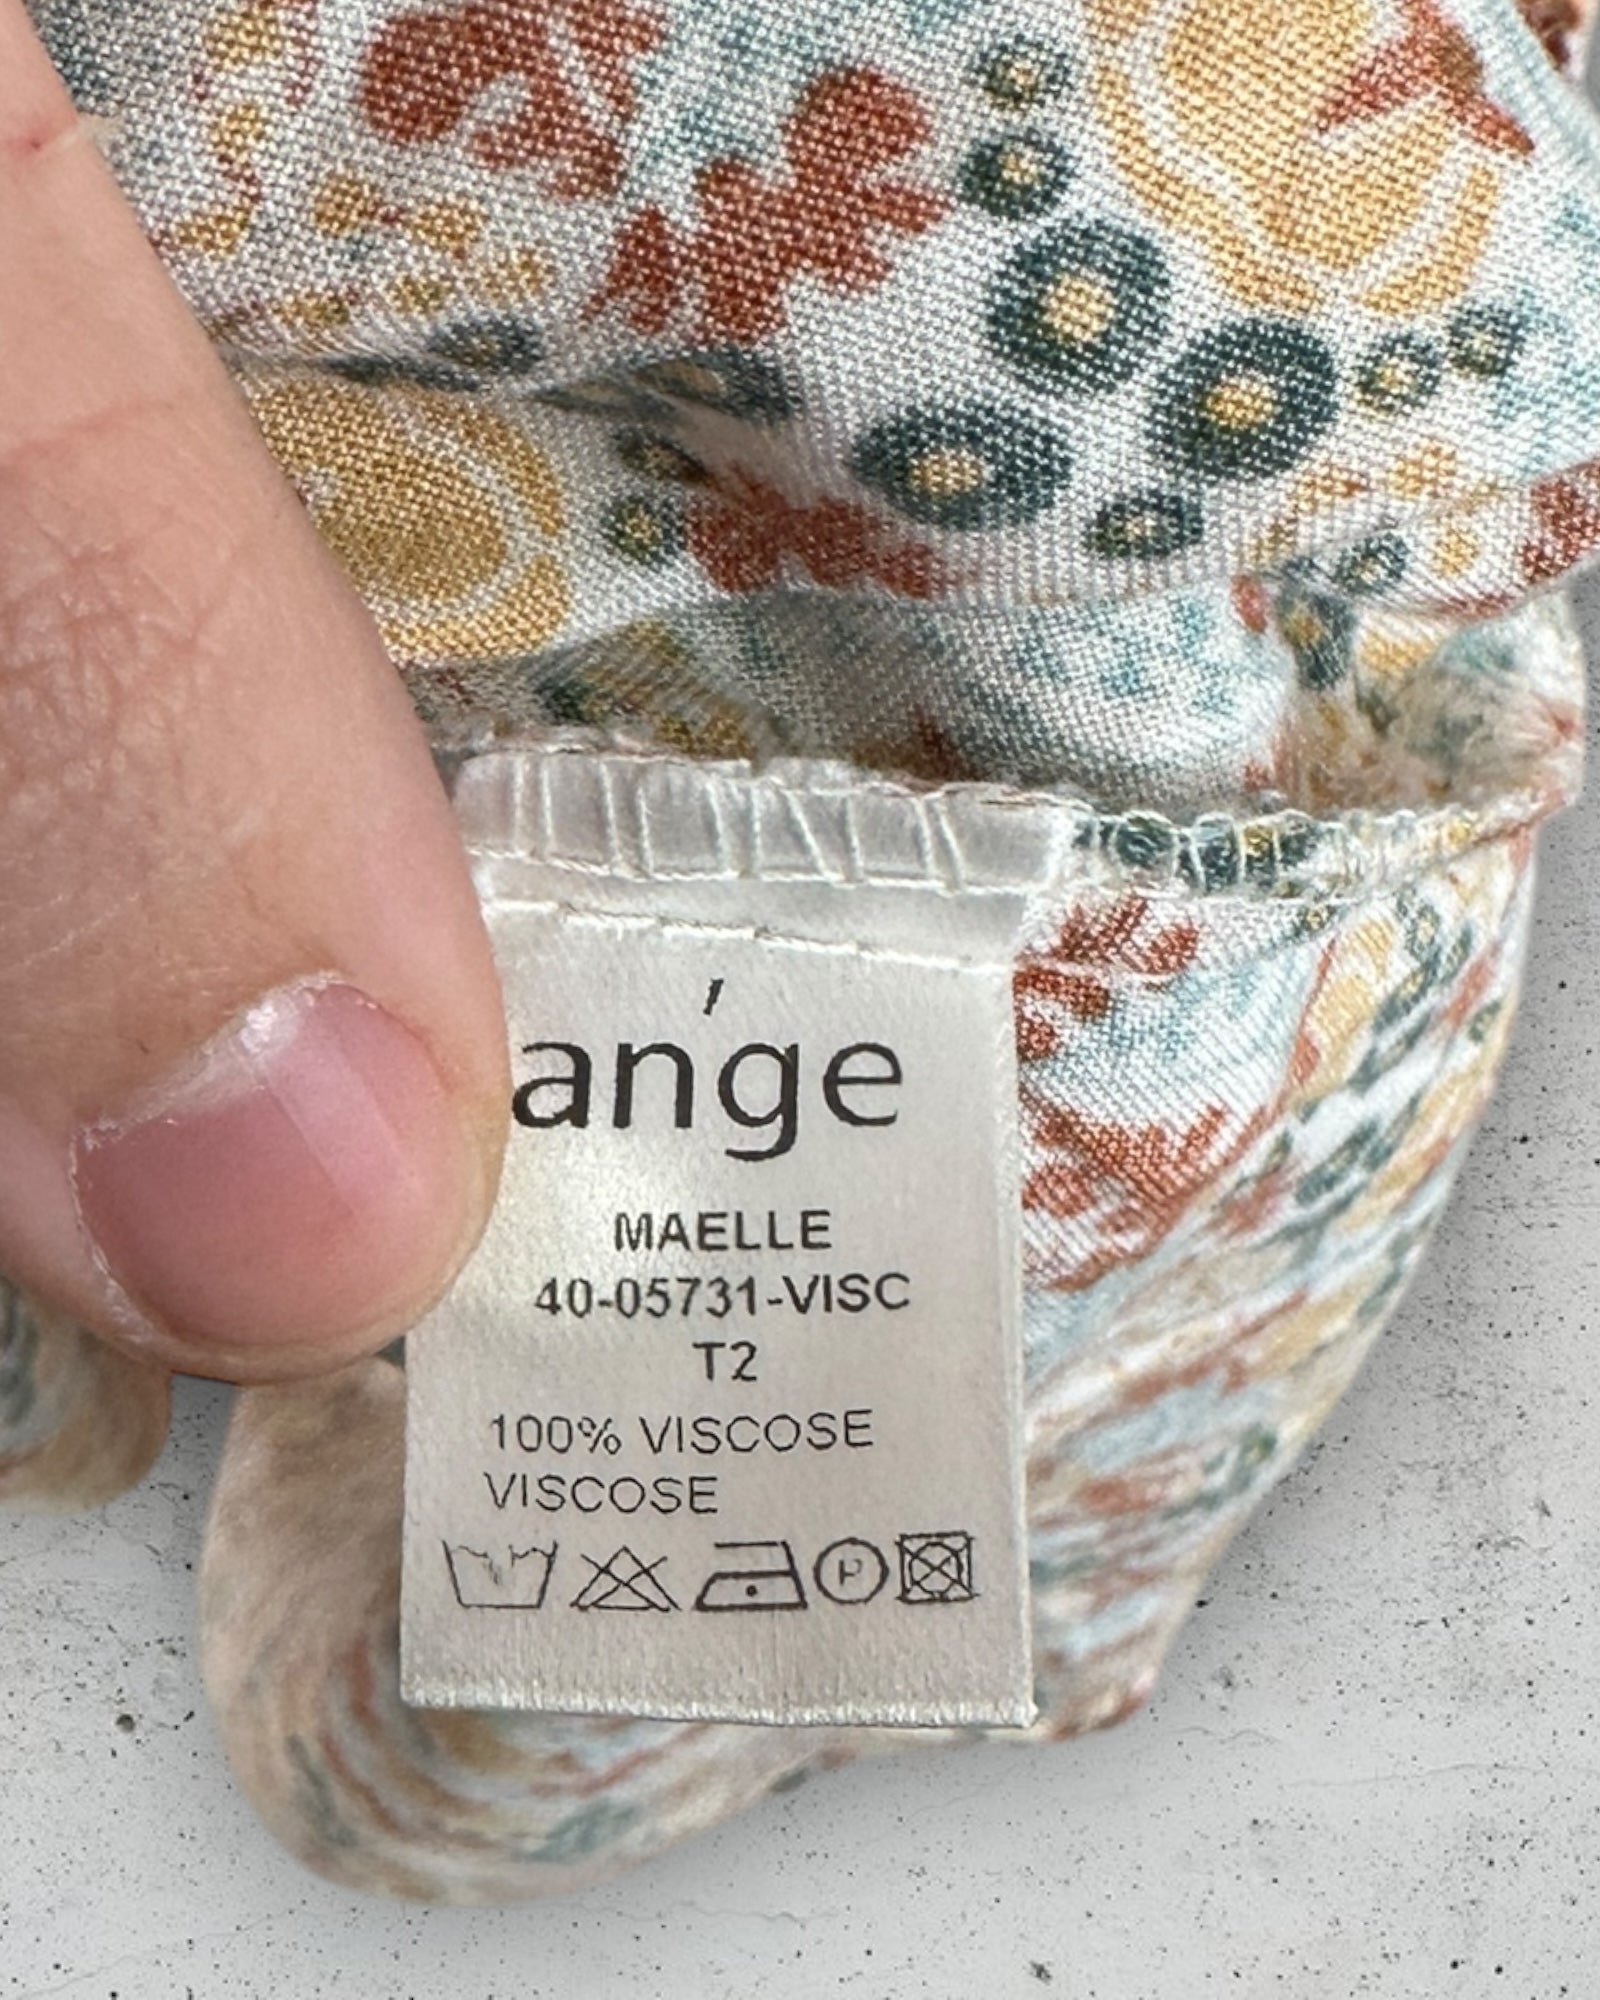 ange
MAELLE
40-05731-VISC
T2
100% VISCOSE
VISCOSE
P